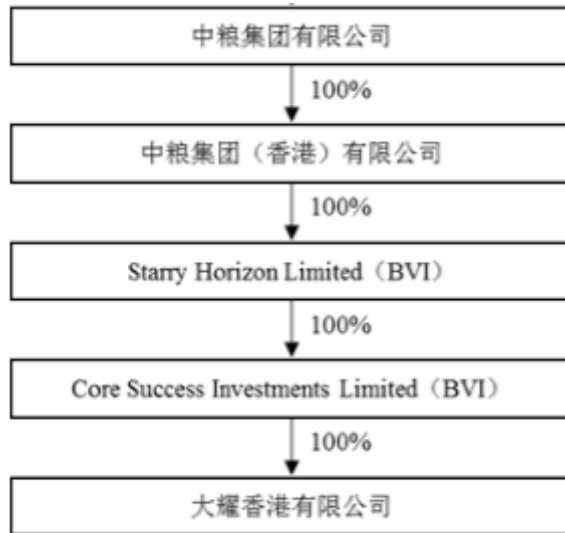 中粮集团有限公司
100%
中粮集团（香港）有限公司
100%
Starry Horizon Limited（BVI）
100%
Core Success Investments Limited（BVI）
100%
大耀香港有限公司